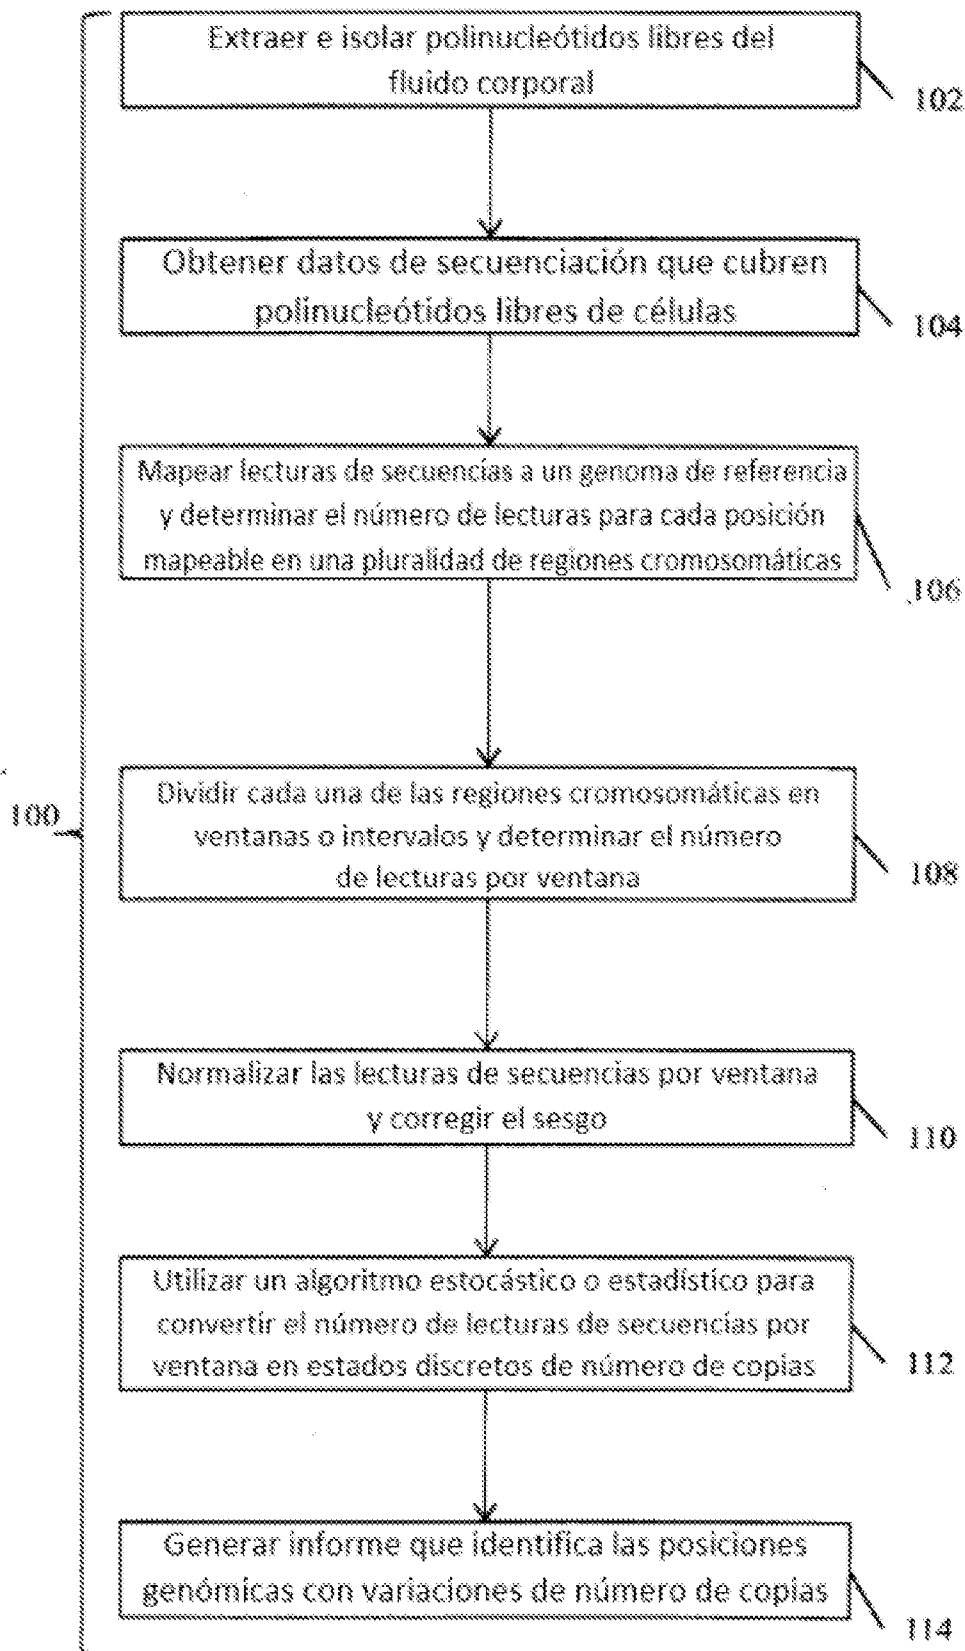 Extraer e isolar polinucleótidos libres del
fluido corporal
102
Obtener datos de secuenciación que cubren
polinucleótidos libres de células
104
Mapear lecturas de secuencias a un genoma de referencia
y determinar el número de lecturas para cada posición
mapeable en una pluralidad de regiones cromosomáticas
106
Dividir cada una de las regiones cromosomáticas en
ventanas o intervalos y determinar el número
de lecturas por ventana
100
108
Normalizar las lecturas de secuencias por ventana
y corregir el sesgo
110
Utilizar un algoritmo estocástico o estadístico para
convertir el número de lecturas de secuencias por
ventana en estados discretos de número de copias
112
Generar informe que identifica las posiciones
genómicas con variaciones de número de copias
114